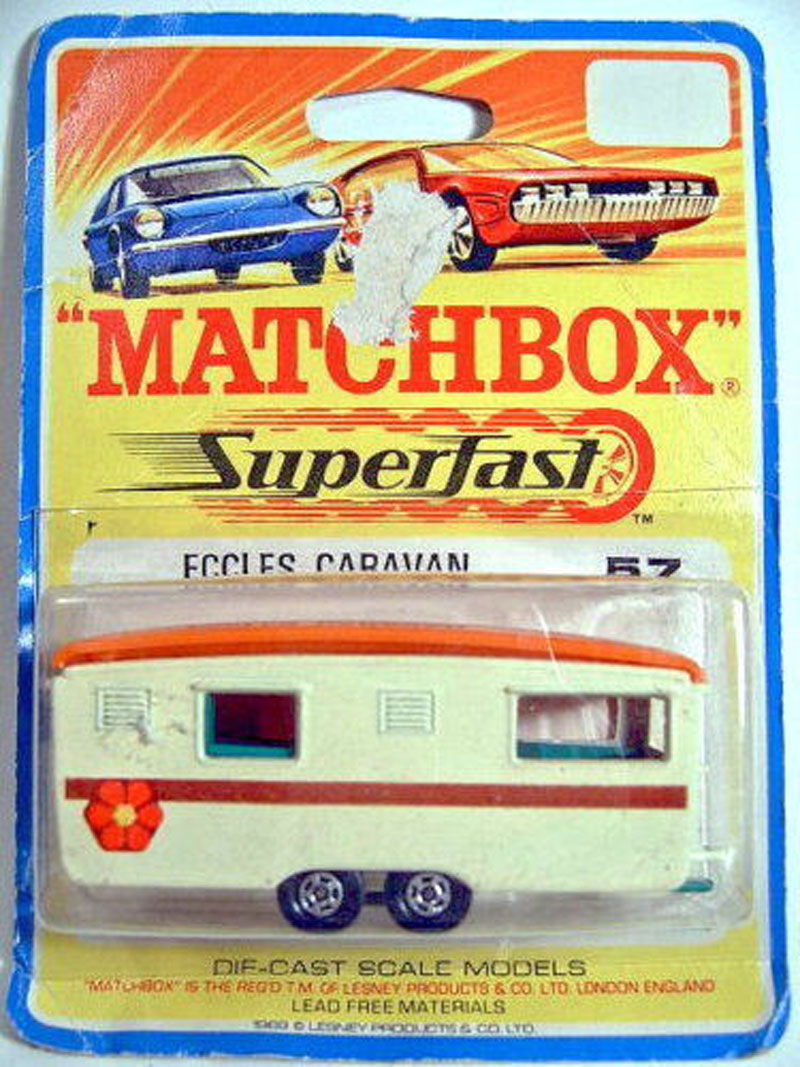 "MATCHBOX"®
Superfast
TM
ECCLES CARAVAN 57
DIE-CAST SCALE MODELS
"MATCHBOX" IS THE REG'D T.M. OF LESNEY PRODUCTS & CO. LTD. LONDON ENGLAND
LEAD FREE MATERIALS
1969 © LESNEY PRODUCTS & CO. LTD.